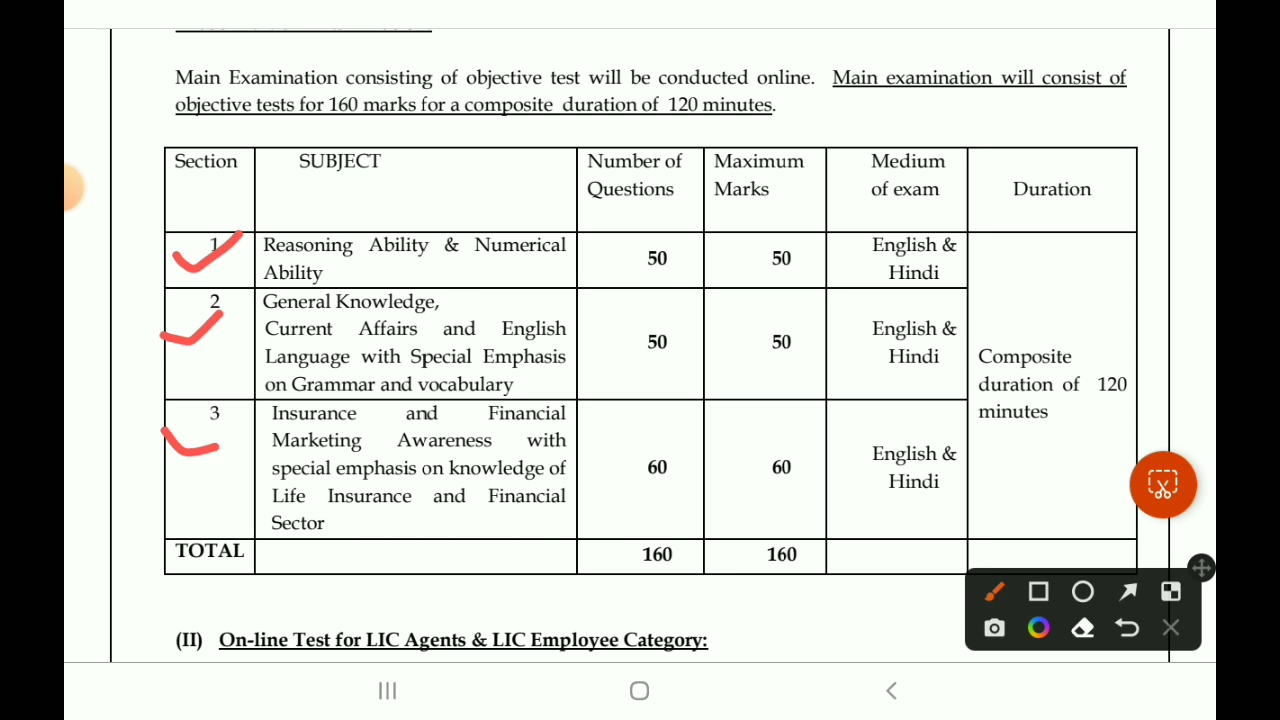 Main Examination consisting of objective test will be conducted online. Main examination will consist of
objective tests for 160 marks for a composite duration of 120 minutes.
Section SUBJECT Number of Questions Maximum Marks Medium of exam Duration
1 Reasoning Ability & Numerical Ability 50 50 English & Hindi
2 General Knowledge,
Current Affairs and English
Language with Special Emphasis
on Grammar and vocabulary 50 50 English & Hindi
3 Insurance and Financial
Marketing Awareness with
special emphasis on knowledge of
Life Insurance and Financial
Sector 60 60 English & Hindi
Composite
duration of 120
minutes
TOTAL 160 160
(II) On-line Test for LIC Agents & LIC Employee Category: